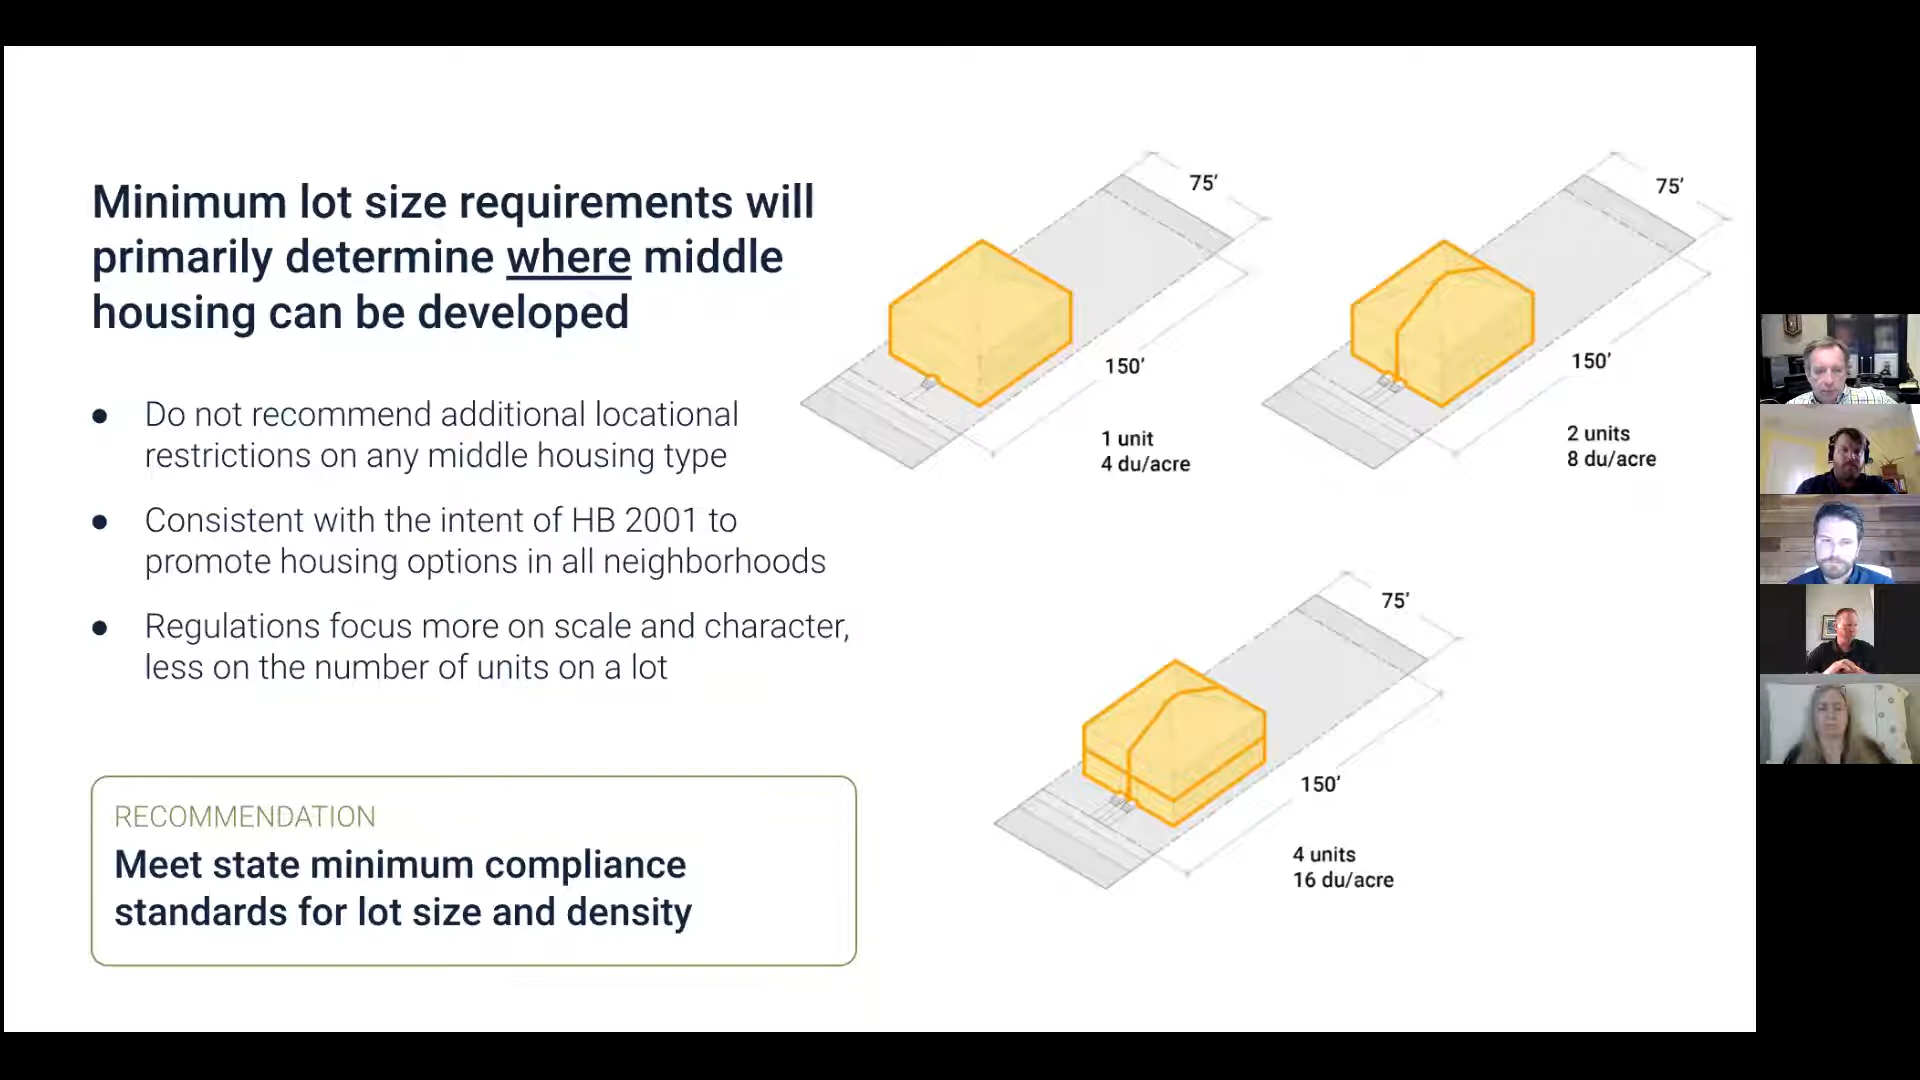 Minimum lot size requirements will
primarily determine where middle
housing can be developed
● Do not recommend additional locational
restrictions on any middle housing type
● Consistent with the intent of HB 2001 to
promote housing options in all neighborhoods
● Regulations focus more on scale and character,
less on the number of units on a lot
RECOMMENDATION
Meet state minimum compliance
standards for lot size and density
75’
150’
1 unit
4 du/acre
75’
150’
2 units
8 du/acre
75’
150’
4 units
16 du/acre